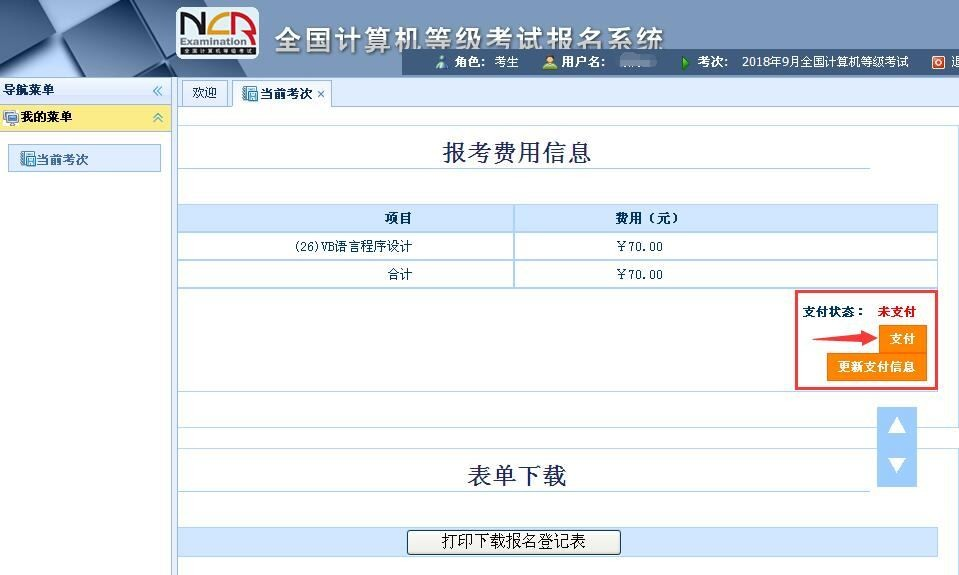 NCR
Examination
全国计算机等级考试
全国计算机等级考试报名系统
角色： 考生 用户名： 考次： 2018年9月全国计算机等级考试 退
导航菜单
欢迎 当前考次
我的菜单
当前考次
报考费用信息
项目 费用（元）
(26)VB语言程序设计 ￥70.00
合计 ￥70.00
支付状态： 未支付
支付
更新支付信息
表单下载
打印下载报名登记表